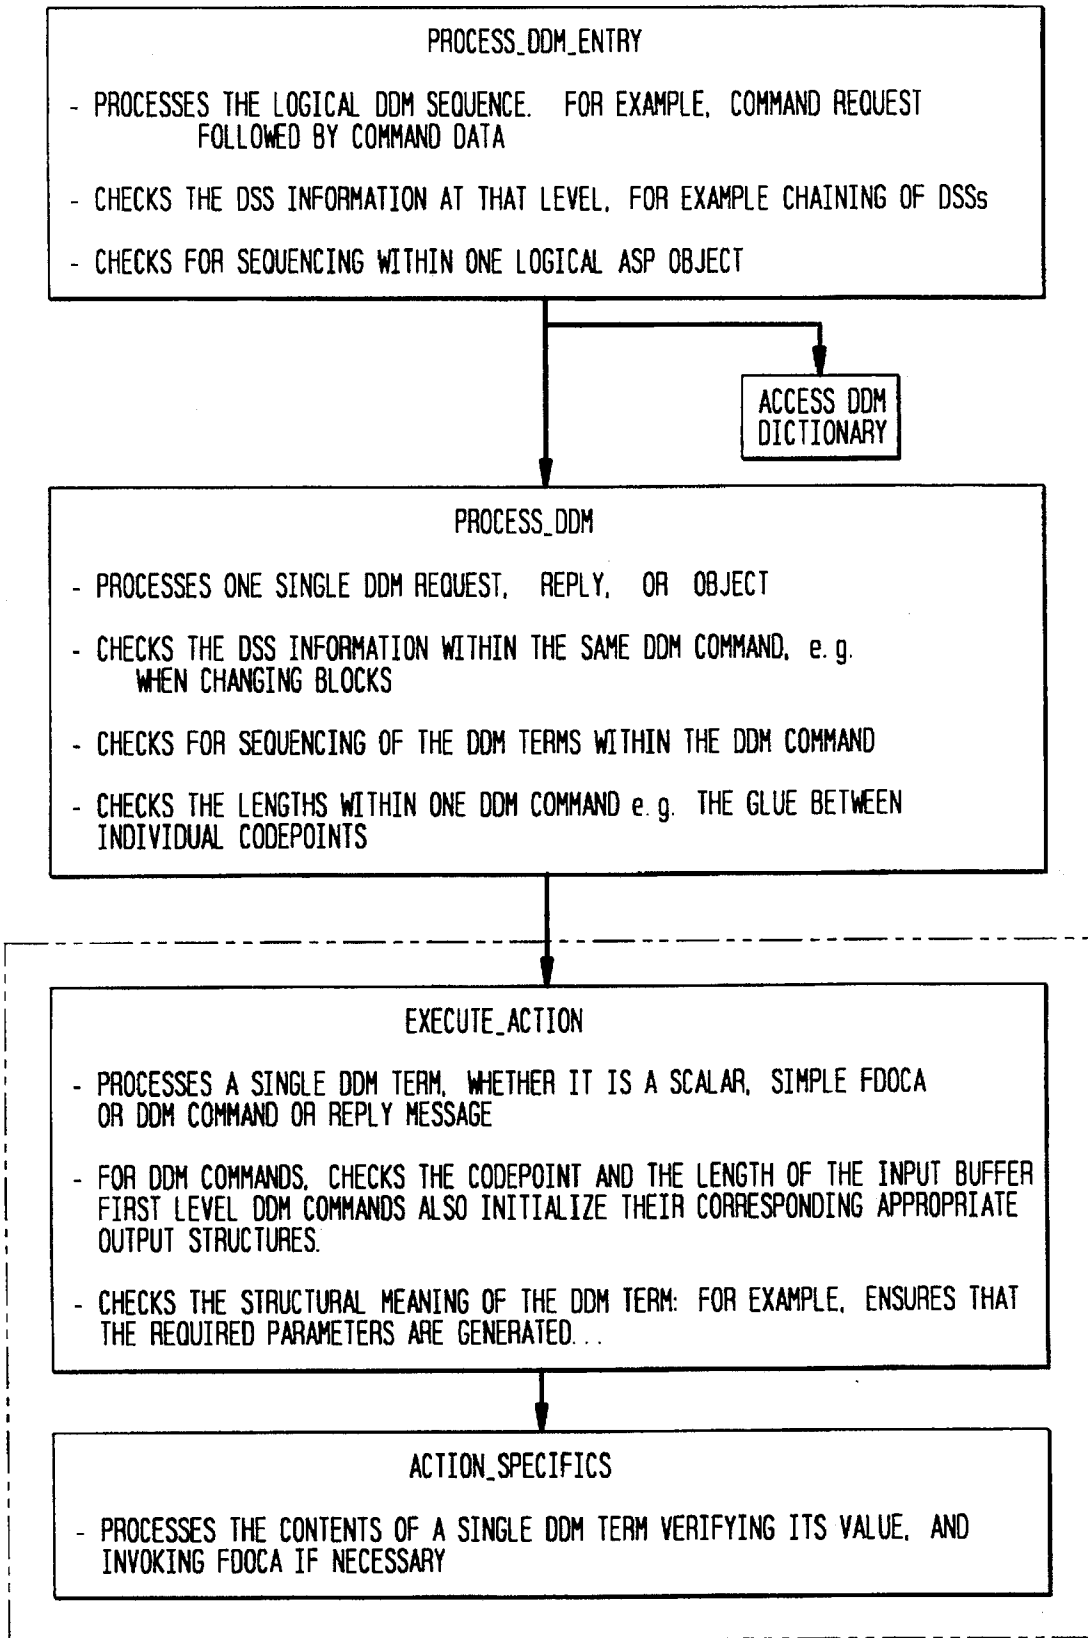 PROCESS_DDM_ENTRY
- PROCESSES THE LOGICAL DDM SEQUENCE. FOR EXAMPLE, COMMAND REQUEST
FOLLOWED BY COMMAND DATA
- CHECKS THE DSS INFORMATION AT THAT LEVEL, FOR EXAMPLE CHAINING OF DSSs
- CHECKS FOR SEQUENCING WITHIN ONE LOGICAL ASP OBJECT
ACCESS DDM
DICTIONARY
PROCESS_DDM
- PROCESSES ONE SINGLE DDM REQUEST, REPLY, OR OBJECT
- CHECKS THE DSS INFORMATION WITHIN THE SAME DDM COMMAND, e.g.
WHEN CHANGING BLOCKS
- CHECKS FOR SEQUENCING OF THE DDM TERMS WITHIN THE DDM COMMAND
- CHECKS THE LENGTHS WITHIN ONE DDM COMMAND e.g. THE GLUE BETWEEN
INDIVIDUAL CODEPOINTS
EXECUTE_ACTION
- PROCESSES A SINGLE DDM TERM, WHETHER IT IS A SCALAR, SIMPLE FDOCA
OR DDM COMMAND OR REPLY MESSAGE
- FOR DDM COMMANDS, CHECKS THE CODEPOINT AND THE LENGTH OF THE INPUT BUFFER
FIRST LEVEL DDM COMMANDS ALSO INITIALIZE THEIR CORRESPONDING APPROPRIATE
OUTPUT STRUCTURES.
- CHECKS THE STRUCTURAL MEANING OF THE DDM TERM: FOR EXAMPLE, ENSURES THAT
THE REQUIRED PARAMETERS ARE GENERATED...
ACTION_SPECIFICS
- PROCESSES THE CONTENTS OF A SINGLE DDM TERM VERIFYING ITS VALUE, AND
INVOKING FDOCA IF NECESSARY